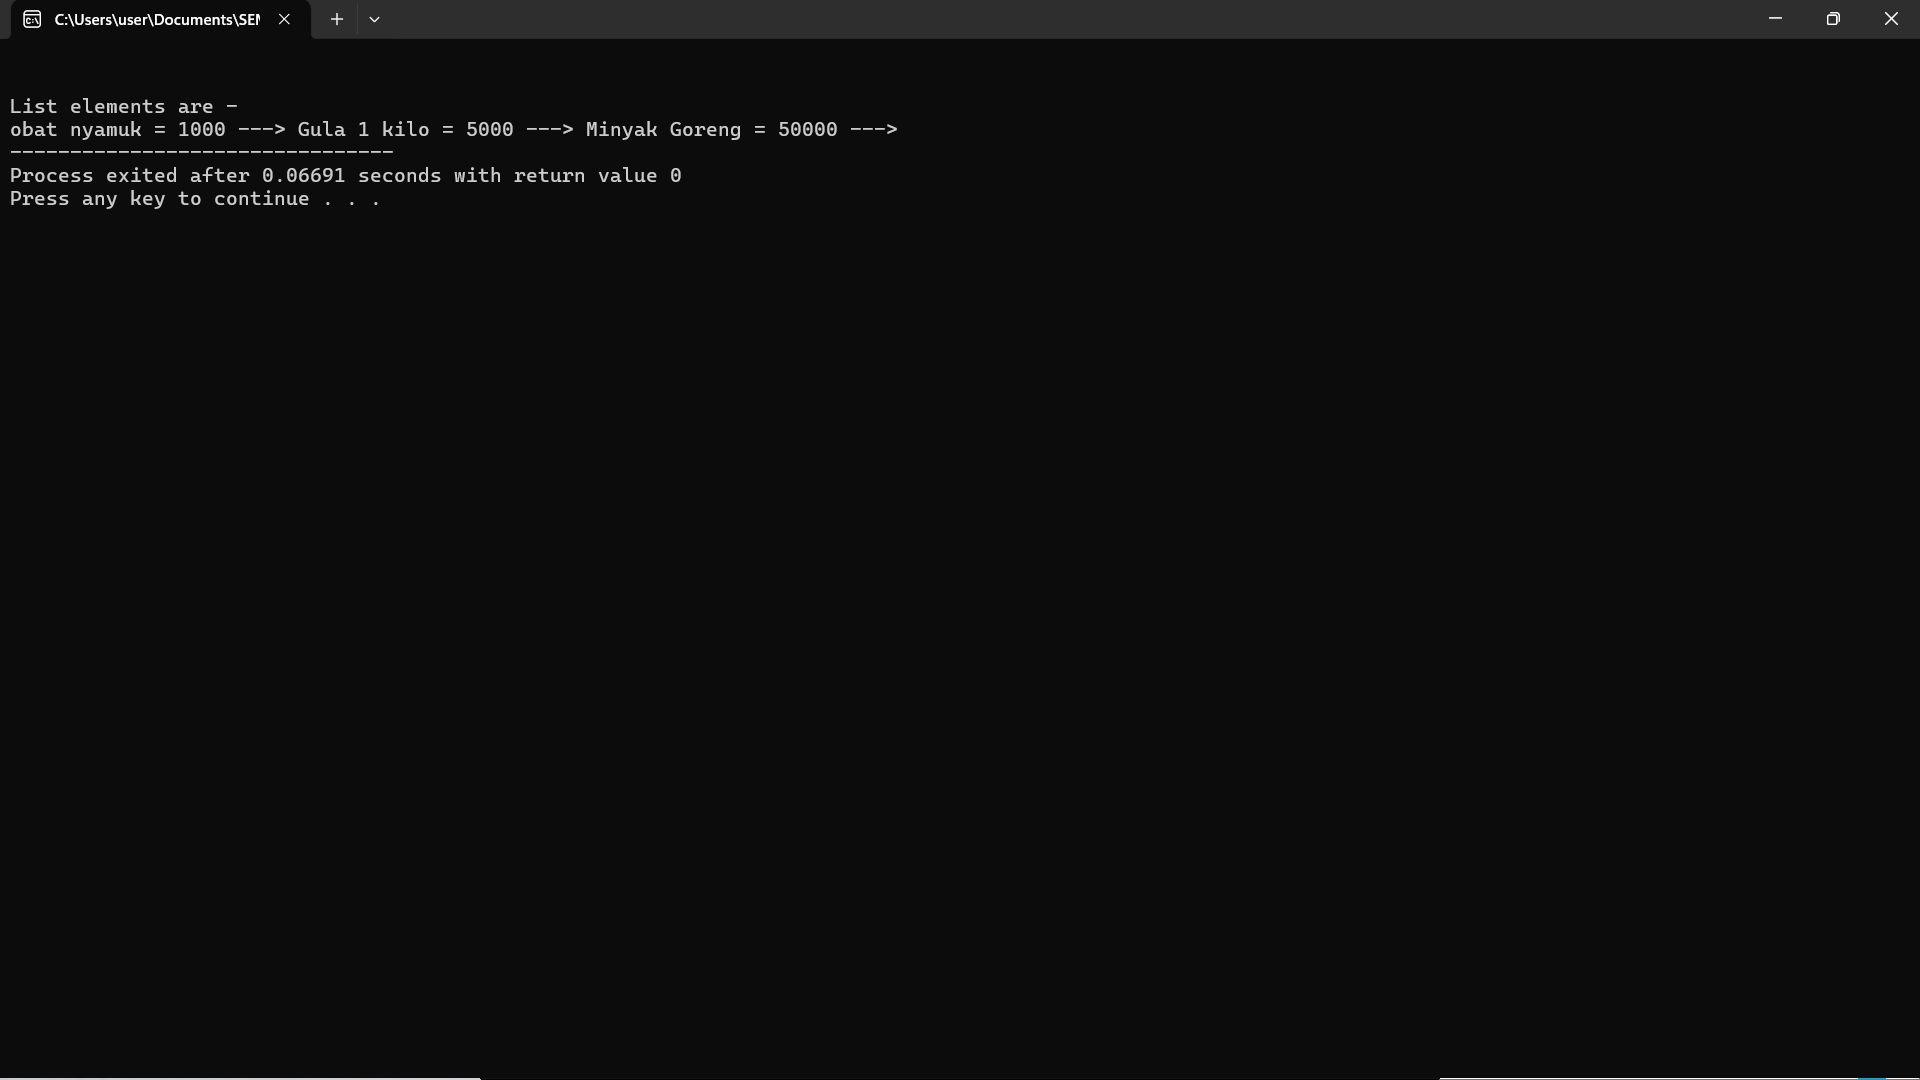 C:\Users\user\Documents\SEM
List elements are -
obat nyamuk = 1000 ---> Gula 1 kilo = 5000 ---> Minyak Goreng = 50000 --->
--------------------------------
Process exited after 0.06691 seconds with return value 0
Press any key to continue . . .